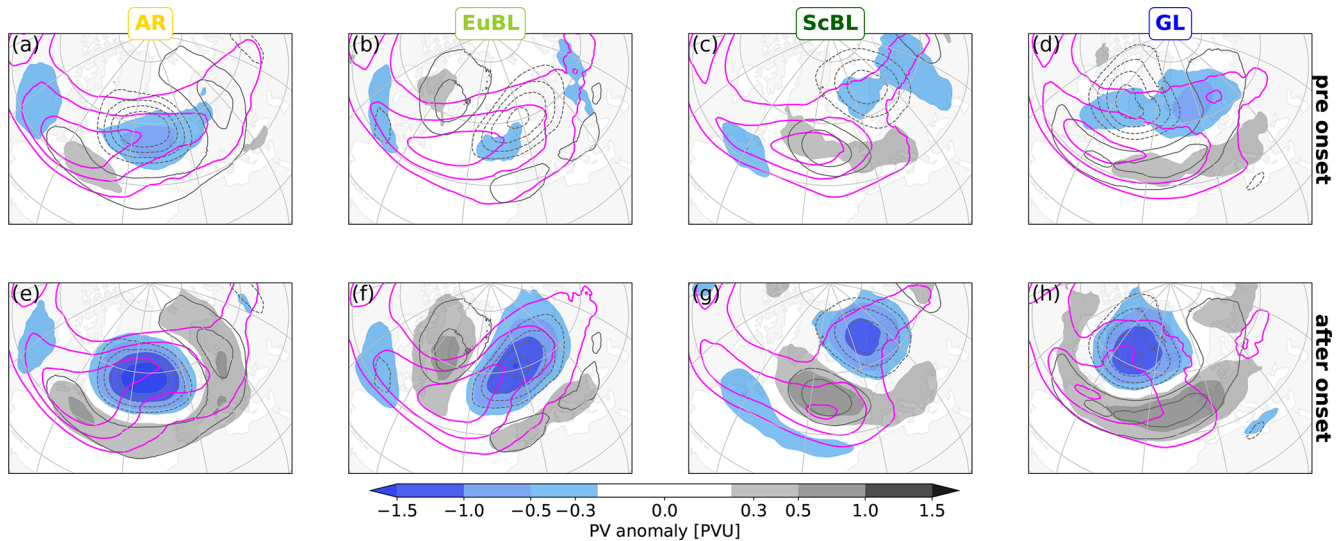 AR
EuBL
ScBL
GL
(a)
(b)
(c)
(d)
pre onset
(e)
(f)
(g)
(h)
after onset
−1.5
−1.0
−0.5
−0.3
0.0
0.3
0.5
1.0
1.5
PV anomaly [PVU]